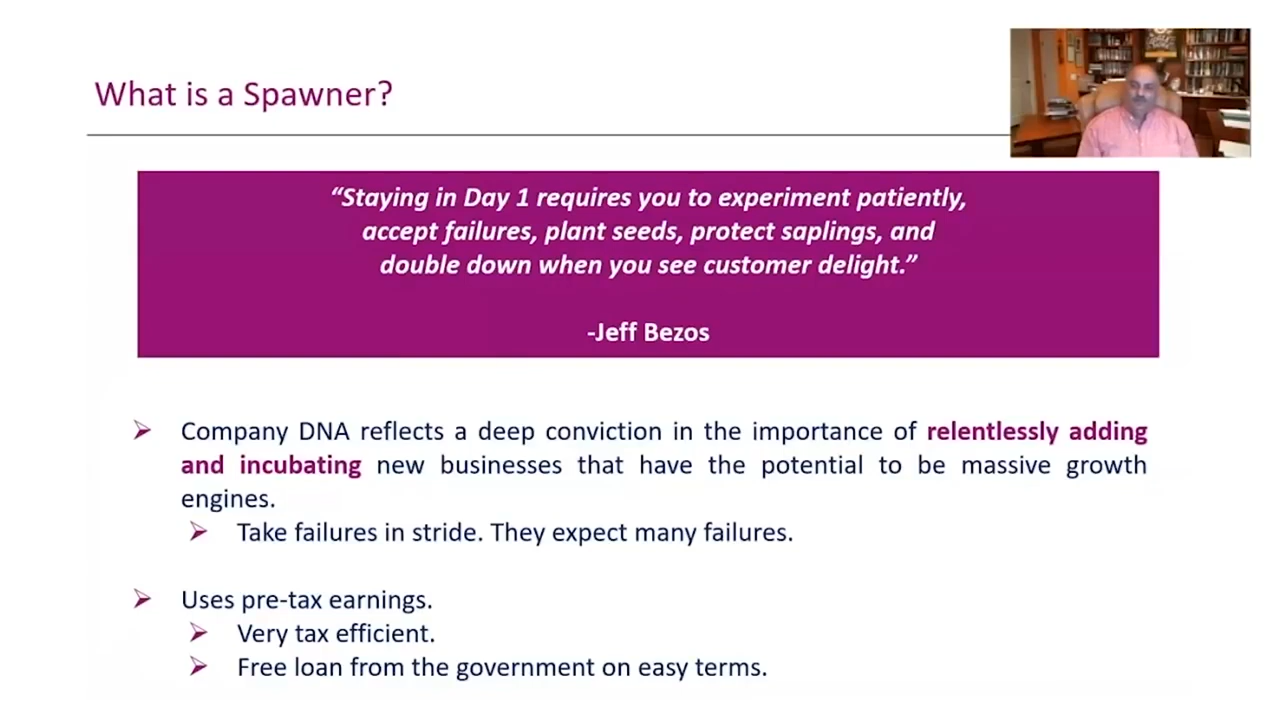 What is a Spawner?
“Staying in Day 1 requires you to experiment patiently,
accept failures, plant seeds, protect saplings, and
double down when you see customer delight.”
-Jeff Bezos
Company DNA reflects a deep conviction in the importance of relentlessly adding
and incubating new businesses that have the potential to be massive growth
engines.
Take failures in stride. They expect many failures.
Uses pre-tax earnings.
Very tax efficient.
Free loan from the government on easy terms.